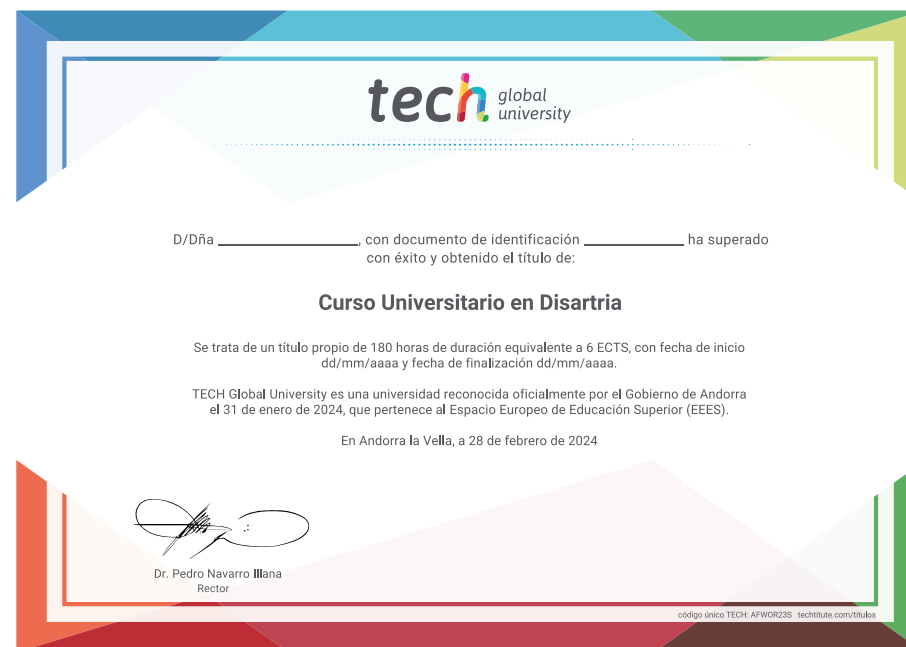 tech global university
D/Dña ____________________, con documento de identificación ______________ ha superado
con éxito y obtenido el título de:
Curso Universitario en Disartria
Se trata de un título propio de 180 horas de duración equivalente a 6 ECTS, con fecha de inicio
dd/mm/aaaa y fecha de finalización dd/mm/aaaa.
TECH Global University es una universidad reconocida oficialmente por el Gobierno de Andorra
el 31 de enero de 2024, que pertenece al Espacio Europeo de Educación Superior (EEES).
En Andorra la Vella, a 28 de febrero de 2024
Dr. Pedro Navarro Illana
Rector
código único TECH: AFWOR23S techtitute.com/titulos